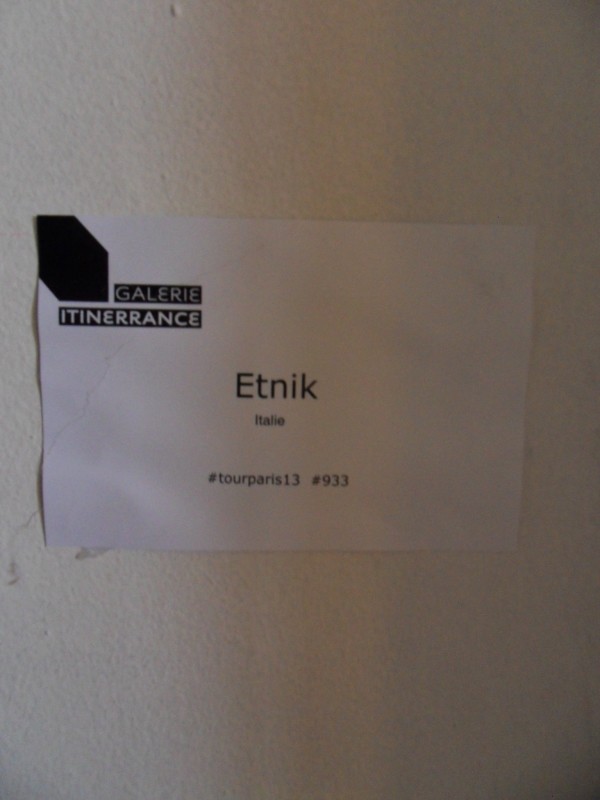 GALERIE
ITINERRANCE
Etnik
Italie
#tourparis13 #933